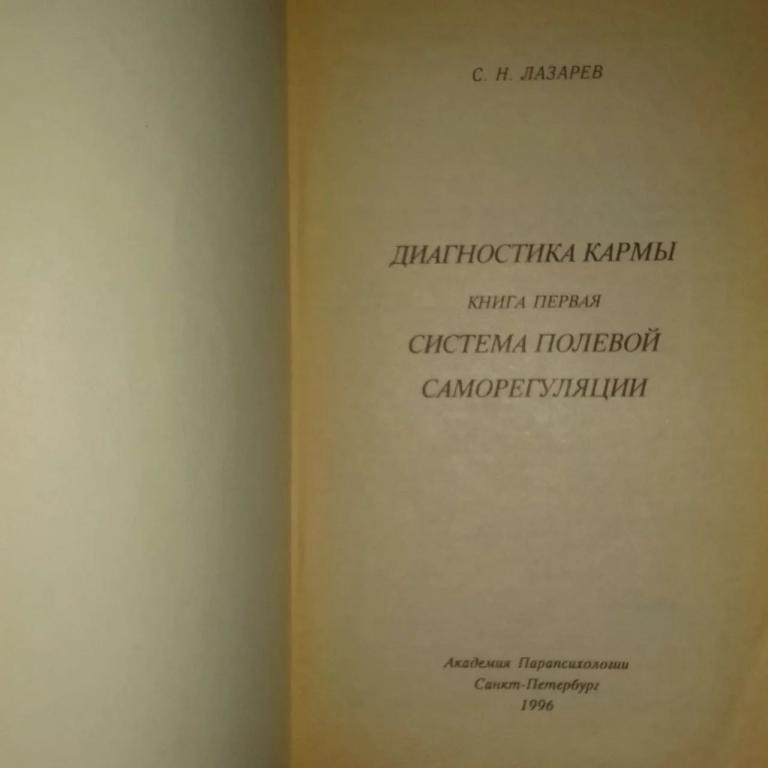 С. Н. ЛАЗАРЕВ
ДИАГНОСТИКА КАРМЫ
КНИГА ПЕРВАЯ
СИСТЕМА ПОЛЕВОЙ
САМОРЕГУЛЯЦИИ
Академия Парапсихологии
Санкт-Петербург
1996